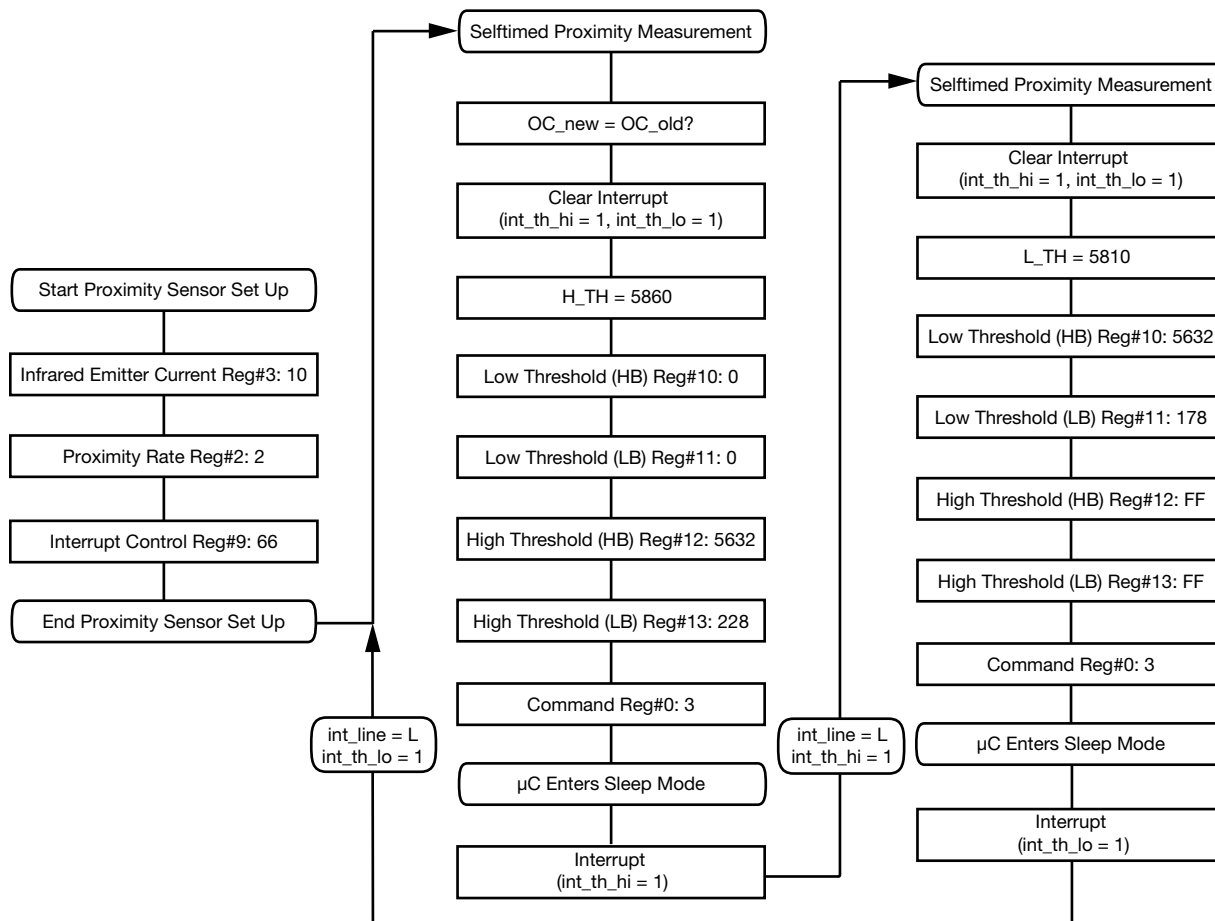 Start Proximity Sensor Set Up
Infrared Emitter Current Reg#3: 10
Proximity Rate Reg#2: 2
Interrupt Control Reg#9: 66
End Proximity Sensor Set Up
int_line = L
int_th_lo = 1
Selftimed Proximity Measurement
OC_new = OC_old?
Clear Interrupt
(int_th_hi = 1, int_th_lo = 1)
H_TH = 5860
Low Threshold (HB) Reg#10: 0
Low Threshold (LB) Reg#11: 0
High Threshold (HB) Reg#12: 5632
High Threshold (LB) Reg#13: 228
Command Reg#0: 3
µC Enters Sleep Mode
Interrupt
(int_th_hi = 1)
int_line = L
int_th_hi = 1
Selftimed Proximity Measurement
Clear Interrupt
(int_th_hi = 1, int_th_lo = 1)
L_TH = 5810
Low Threshold (HB) Reg#10: 5632
Low Threshold (LB) Reg#11: 178
High Threshold (HB) Reg#12: FF
High Threshold (LB) Reg#13: FF
Command Reg#0: 3
µC Enters Sleep Mode
Interrupt
(int_th_lo = 1)